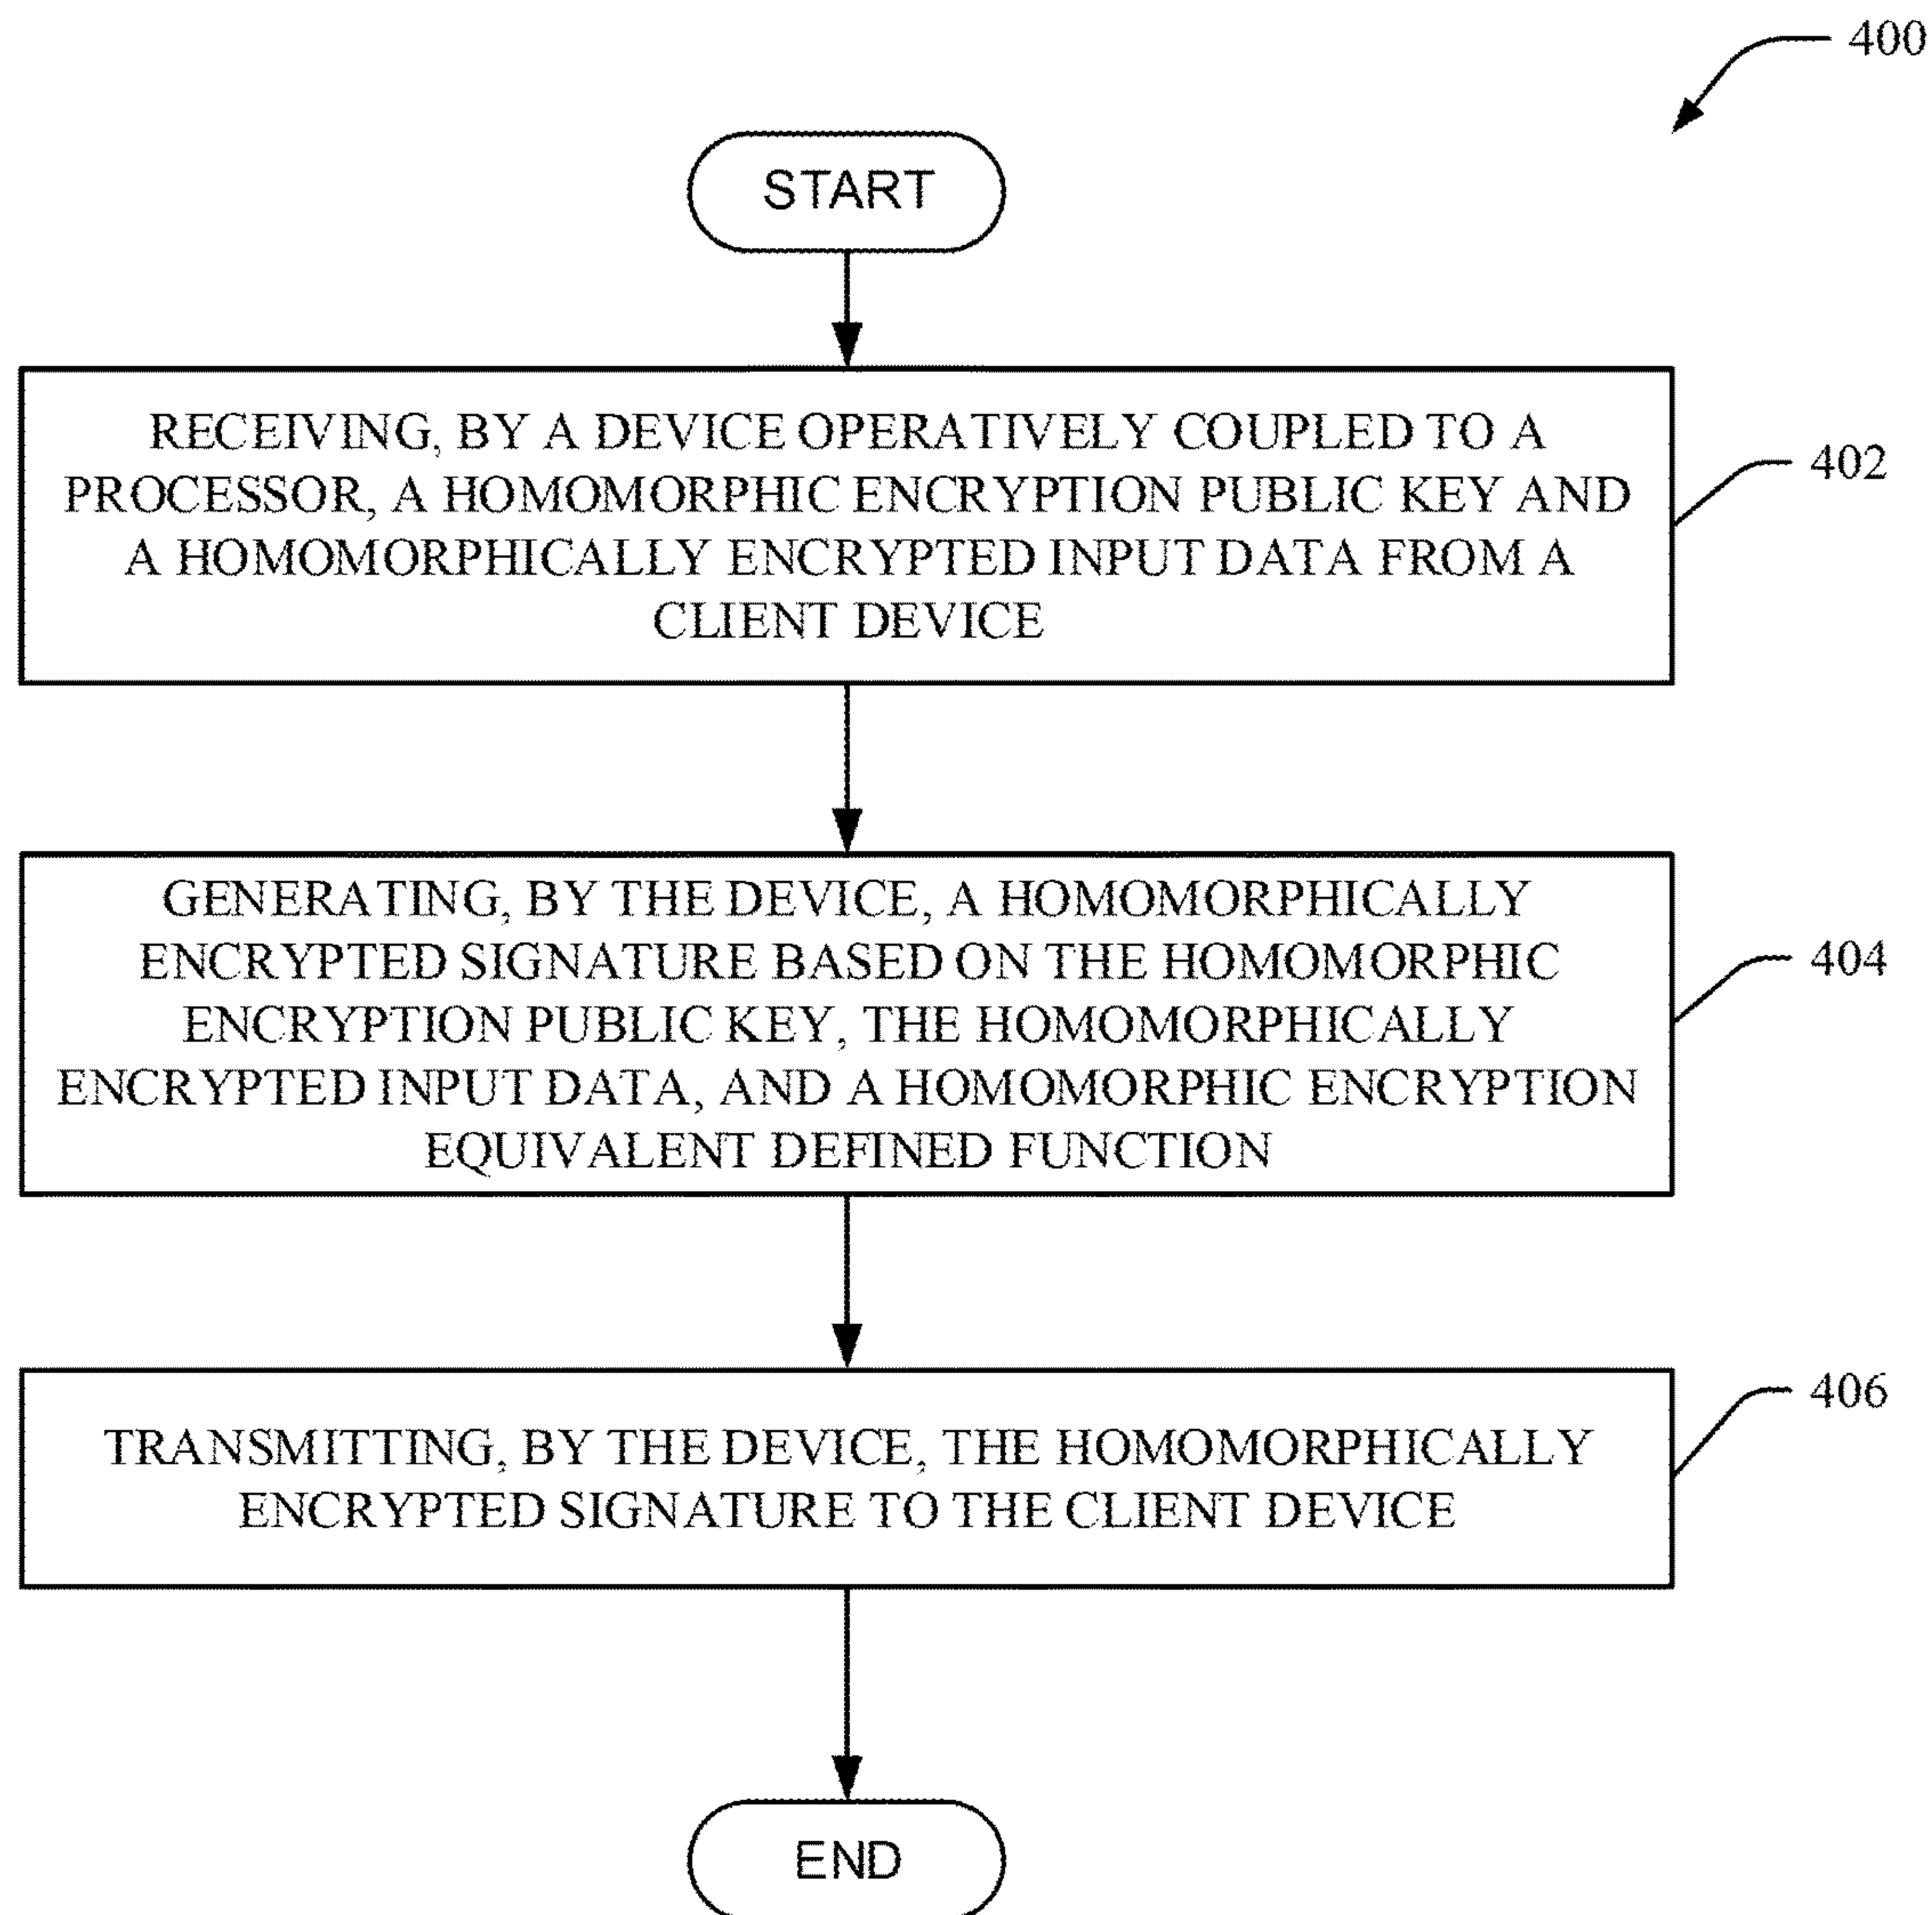 400
START
RECEIVING, BY A DEVICE OPERATIVELY COUPLED TO A
PROCESSOR, A HOMOMORPHIC ENCRYPTION PUBLIC KEY AND
A HOMOMORPHICALLY ENCRYPTED INPUT DATA FROM A
CLIENT DEVICE
402
GENERATING, BY THE DEVICE, A HOMOMORPHICALLY
ENCRYPTED SIGNATURE BASED ON THE HOMOMORPHIC
ENCRYPTION PUBLIC KEY, THE HOMOMORPHICALLY
ENCRYPTED INPUT DATA, AND A HOMOMORPHIC ENCRYPTION
EQUIVALENT DEFINED FUNCTION
404
TRANSMITTING, BY THE DEVICE, THE HOMOMORPHICALLY
ENCRYPTED SIGNATURE TO THE CLIENT DEVICE
406
END